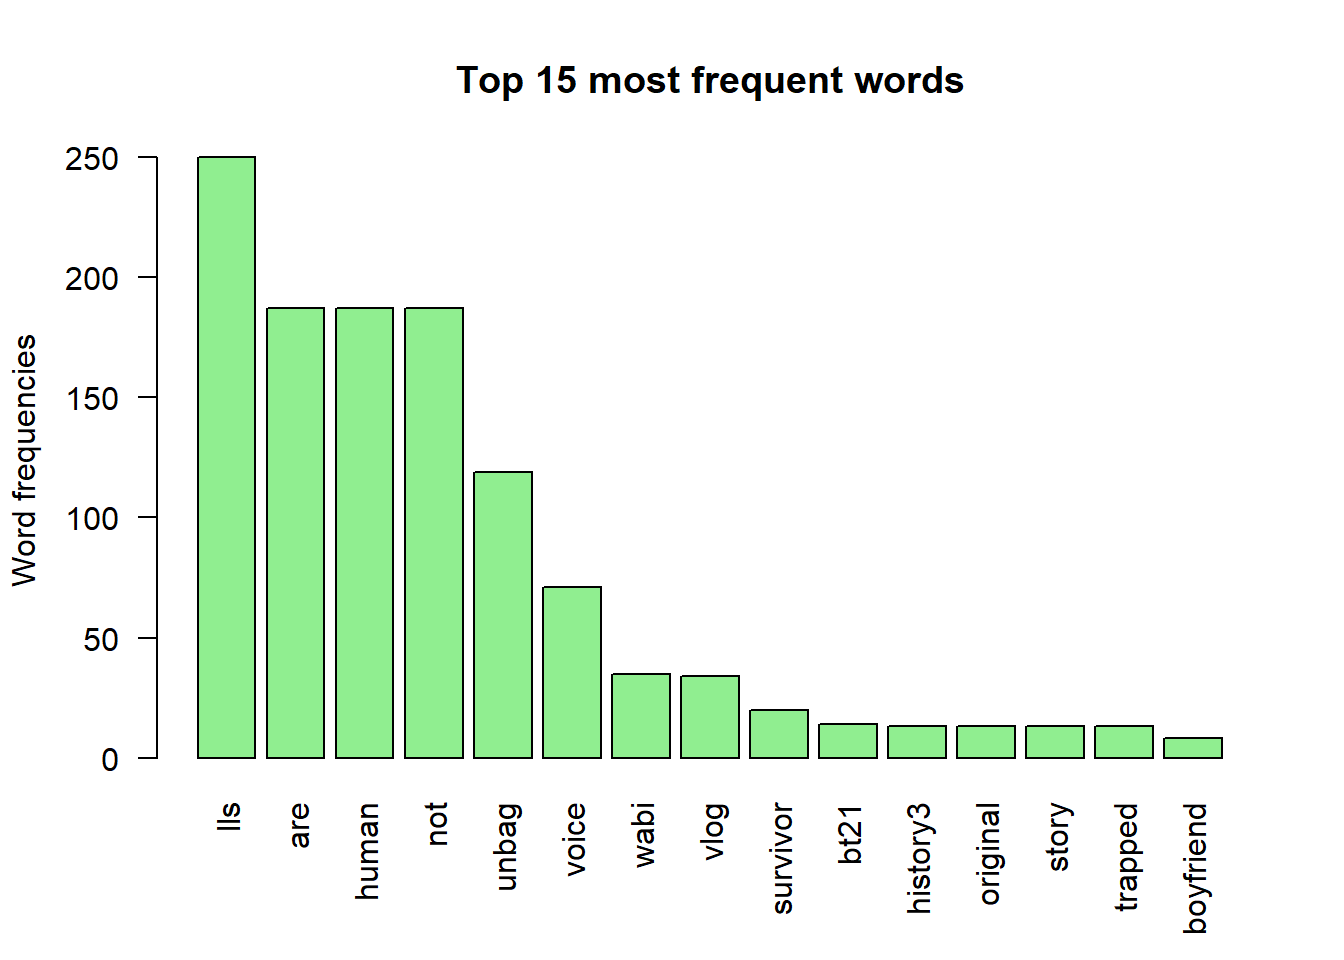 Top 15 most frequent words
Word frequencies
250
200
150
100
50
0
lls
are
human
not
unbag
voice
wabi
vlog
survivor
bt21
history3
original
story
trapped
boyfriend